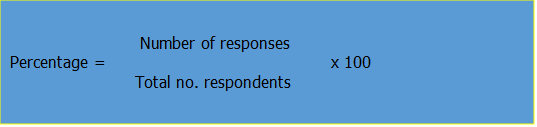 Number of responses
Percentage = x 100
Total no. respondents